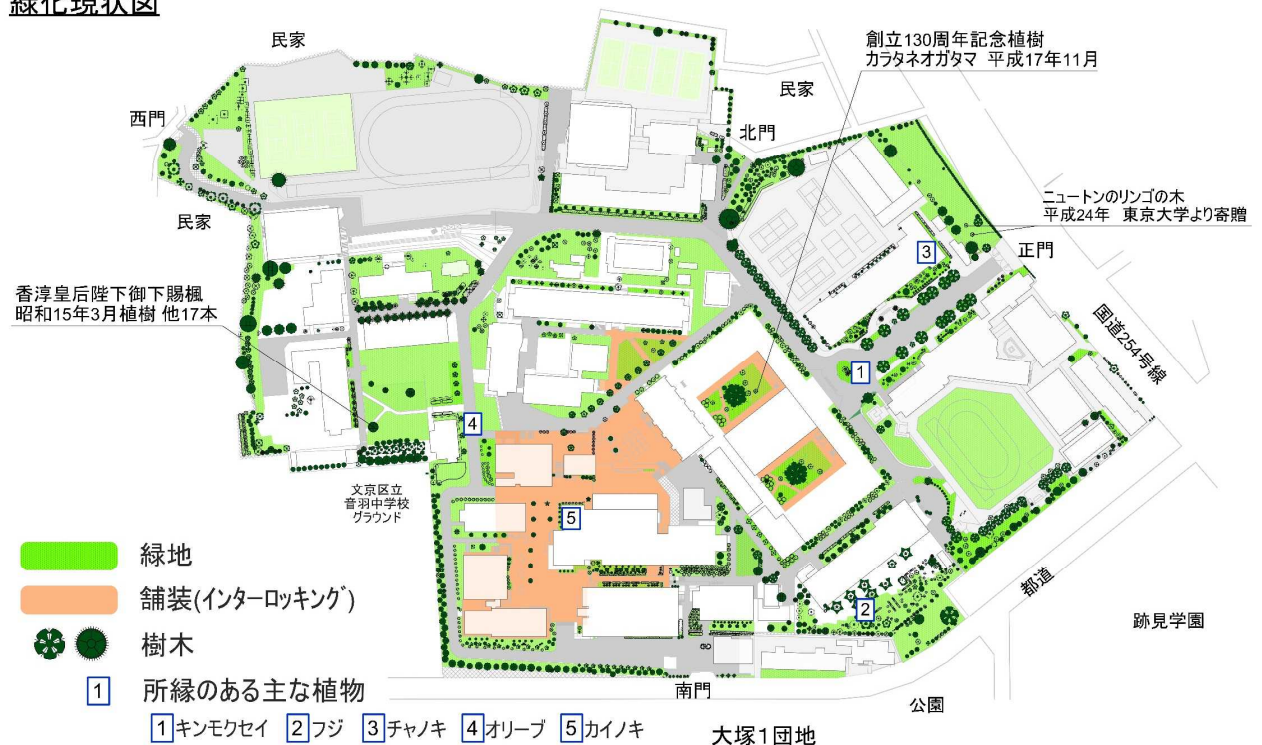 緑化現状図
民家
創立130周年記念植樹
カラタネオガタマ 平成17年11月
民家
西門
北門
ニュートンのリンゴの木
平成24年 東京大学より寄贈
民家
3
正門
香淳皇后陛下御下賜楓
昭和15年3月植樹 他17本
国道254号線
1
4
文京区立
音羽中学校
グラウンド
5
緑地
舗装(インターロッキング)
都道
2
跡見学園
樹木
南門
1 所縁のある主な植物
公園
1 キンモクセイ 2 フジ 3 チャノキ 4 オリーブ 5 カイノキ
大塚1団地